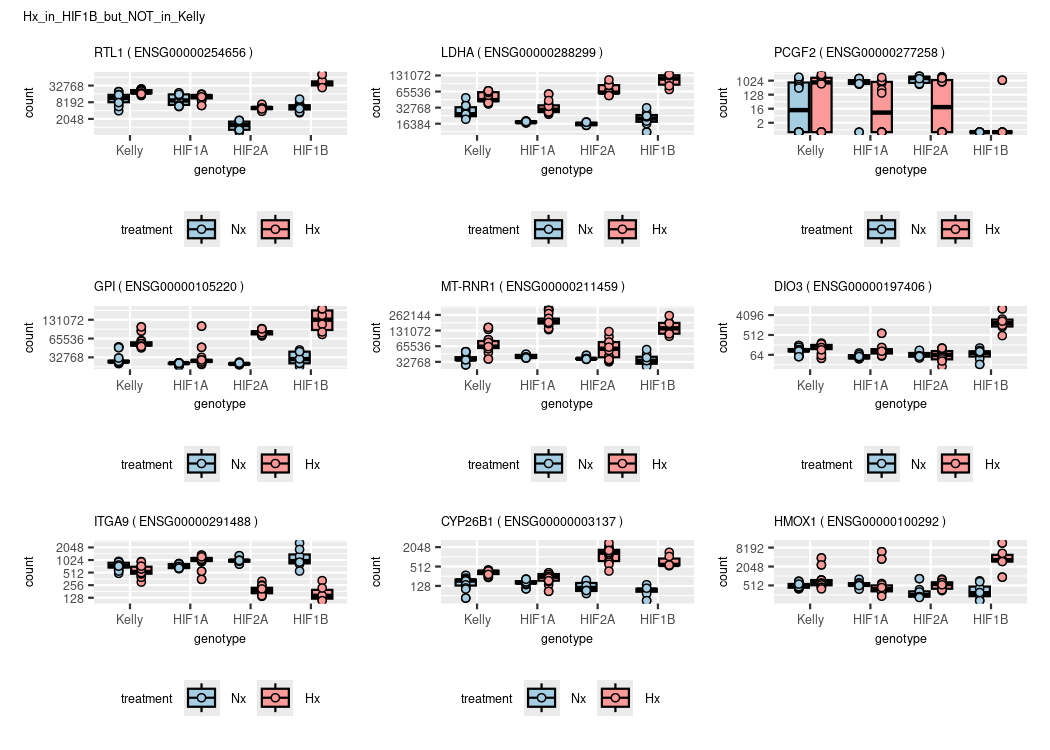 Hx_in_HIF1B_but_NOT_in_Kelly
RTL1 ( ENSG00000254656 )
count
32768
8192
2048
Kelly HIF1A HIF2A HIF1B
genotype
treatment Nx Hx
LDHA ( ENSG00000288299 )
count
131072
65536
32768
16384
Kelly HIF1A HIF2A HIF1B
genotype
treatment Nx Hx
PCGF2 ( ENSG00000277258 )
count
1024
128
16
2
Kelly HIF1A HIF2A HIF1B
genotype
treatment Nx Hx
GPI ( ENSG00000105220 )
count
131072
65536
32768
Kelly HIF1A HIF2A HIF1B
genotype
treatment Nx Hx
MT-RNR1 ( ENSG00000211459 )
count
262144
131072
65536
32768
Kelly HIF1A HIF2A HIF1B
genotype
treatment Nx Hx
DIO3 ( ENSG00000197406 )
count
4096
512
64
Kelly HIF1A HIF2A HIF1B
genotype
treatment Nx Hx
ITGA9 ( ENSG00000291488 )
count
2048
1024
512
256
128
Kelly HIF1A HIF2A HIF1B
genotype
treatment Nx Hx
CYP26B1 ( ENSG00000003137 )
count
2048
512
128
Kelly HIF1A HIF2A HIF1B
genotype
treatment Nx Hx
HMOX1 ( ENSG00000100292 )
count
8192
2048
512
Kelly HIF1A HIF2A HIF1B
genotype